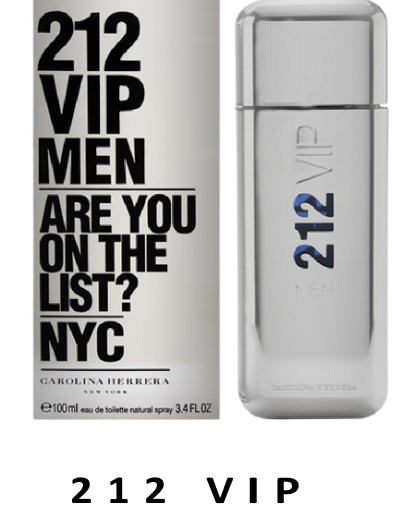 212
VIP
MEN
ARE YOU
ON THE
LIST?
NYC
CAROLINA HERRERA
NEW YORK
℮100ml eau de toilette natural spray 3.4 FL OZ
212 VIP
MEN
CAROLINA HERRERA
212 VIP